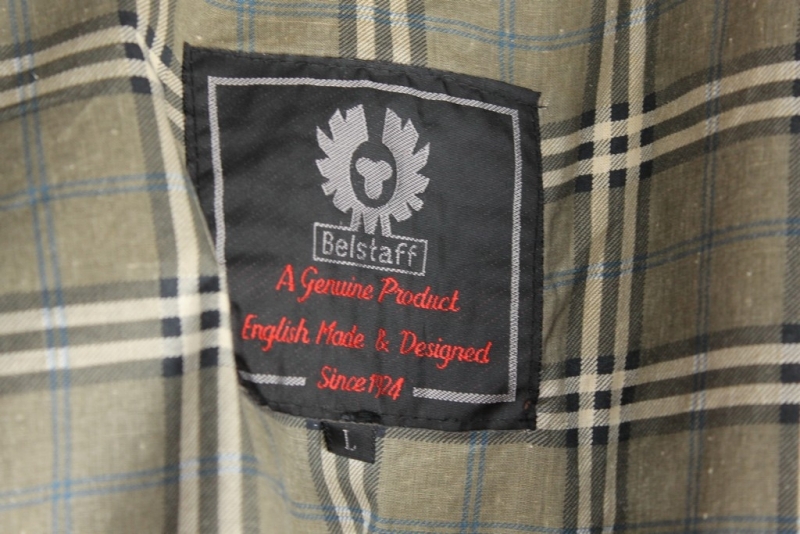 Belstaff
A Genuine Product
English Made & Designed
Since 1924
L